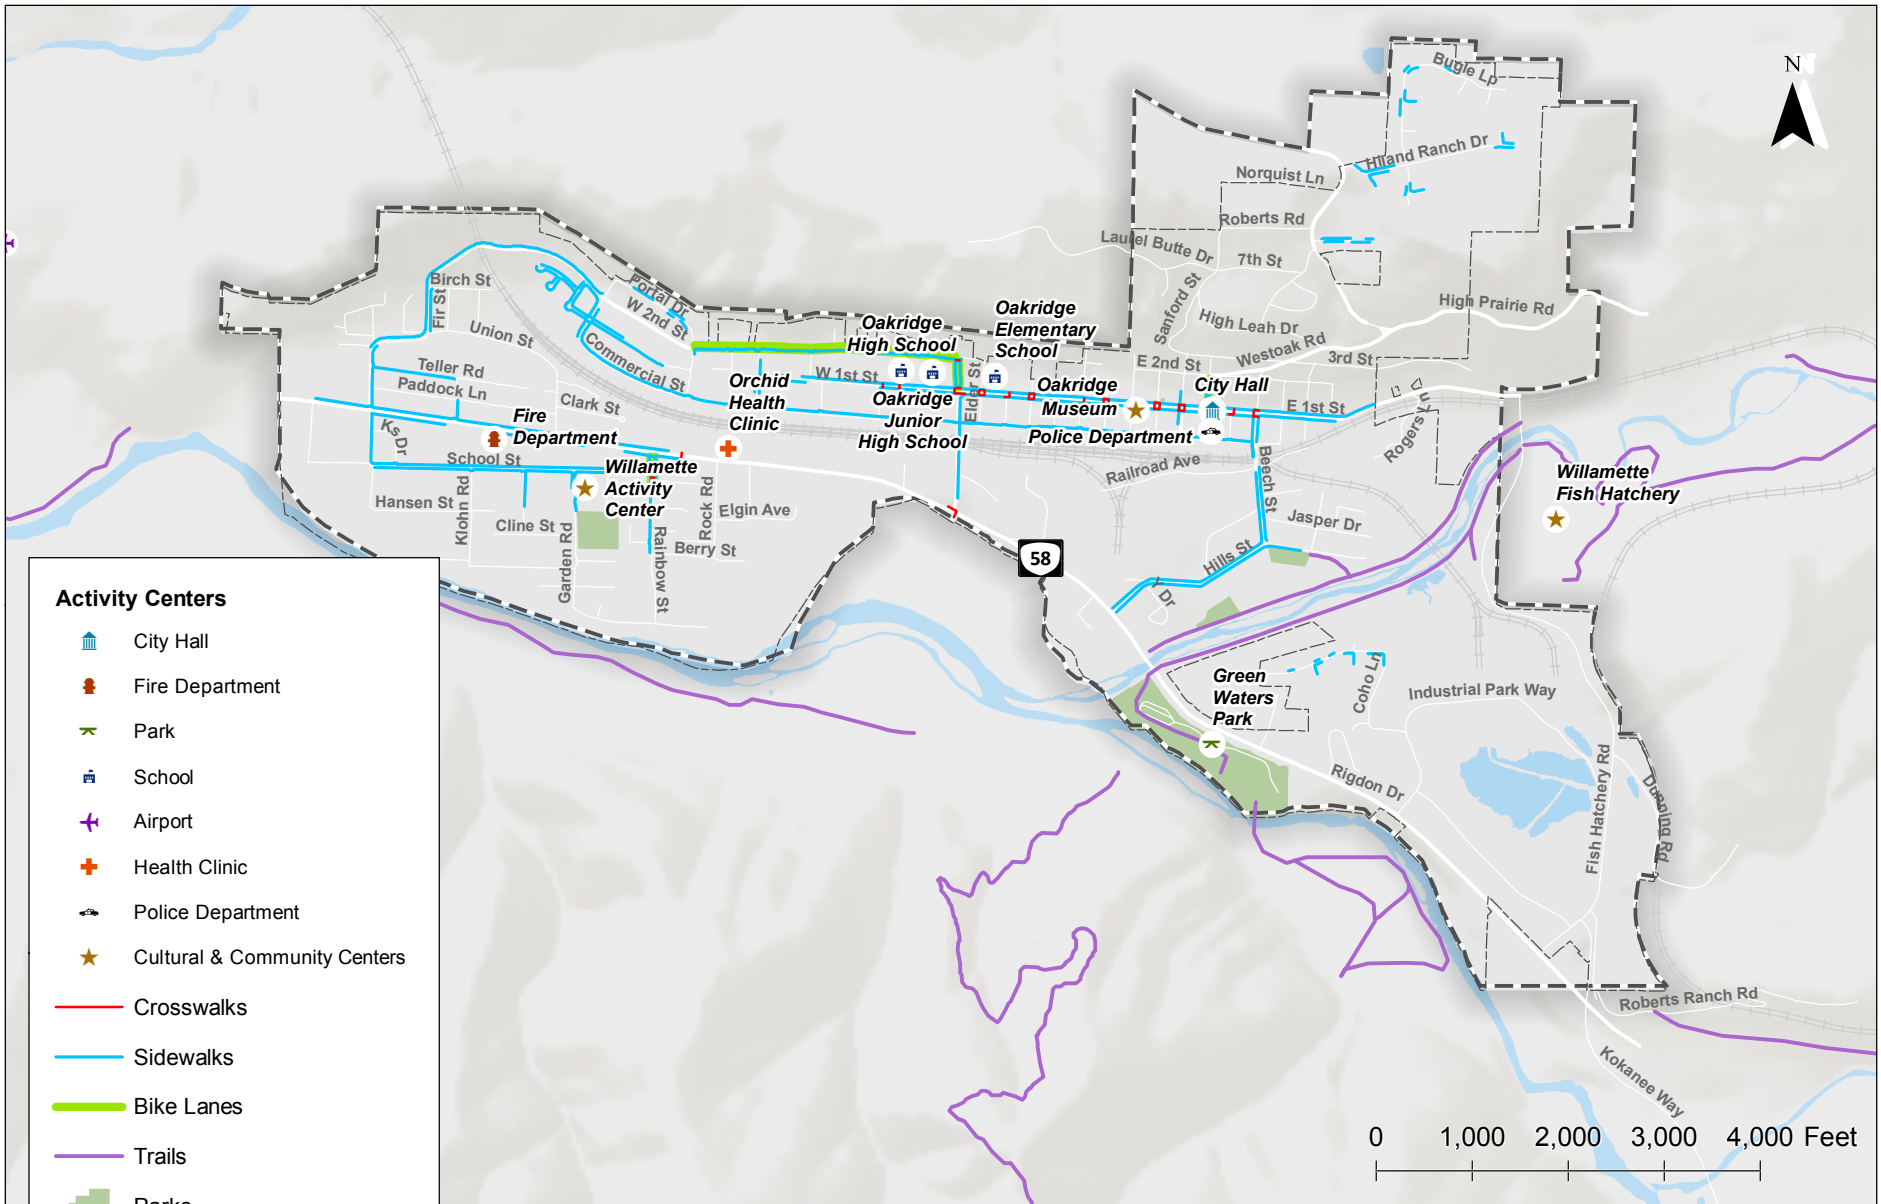 N
Bugle Lp
Hiland Ranch Dr
Norquist Ln
Roberts Rd
Laurel Butte Dr
7th St
Sanford St
High Prairie Rd
High Leah Dr
Westoak Rd
3rd St
E 2nd St
Birch St
Fir St
Portal Dr
W 2nd St
Union St
Commercial St
Teller Rd
Paddock Ln
Clark St
Oakridge
High School
Oakridge
Elementary
School
W 1st St
Elder St
Orchid
Health
Clinic
Oakridge
Junior
High School
Oakridge
Museum
City Hall
E 1st St
Police Department
Rogers Ln
Fire
Department
Ks Dr
School St
Willamette
Activity
Center
Railroad Ave
Beech St
Willamette
Fish Hatchery
Hansen St
Klohn Rd
Cline St
Garden Rd
Rainbow St
Rock Rd
Elgin Ave
Berry St
Jasper Dr
Hills St
Y Dr
58
Green
Waters
Park
Coho Ln
Industrial Park Way
Rigdon Dr
Fish Hatchery Rd
Dunning Rd
Roberts Ranch Rd
Kokanee Way
Activity Centers
City Hall
Fire Department
Park
School
Airport
Health Clinic
Police Department
Cultural & Community Centers
Crosswalks
Sidewalks
Bike Lanes
Trails
Parks
0 1,000 2,000 3,000 4,000 Feet